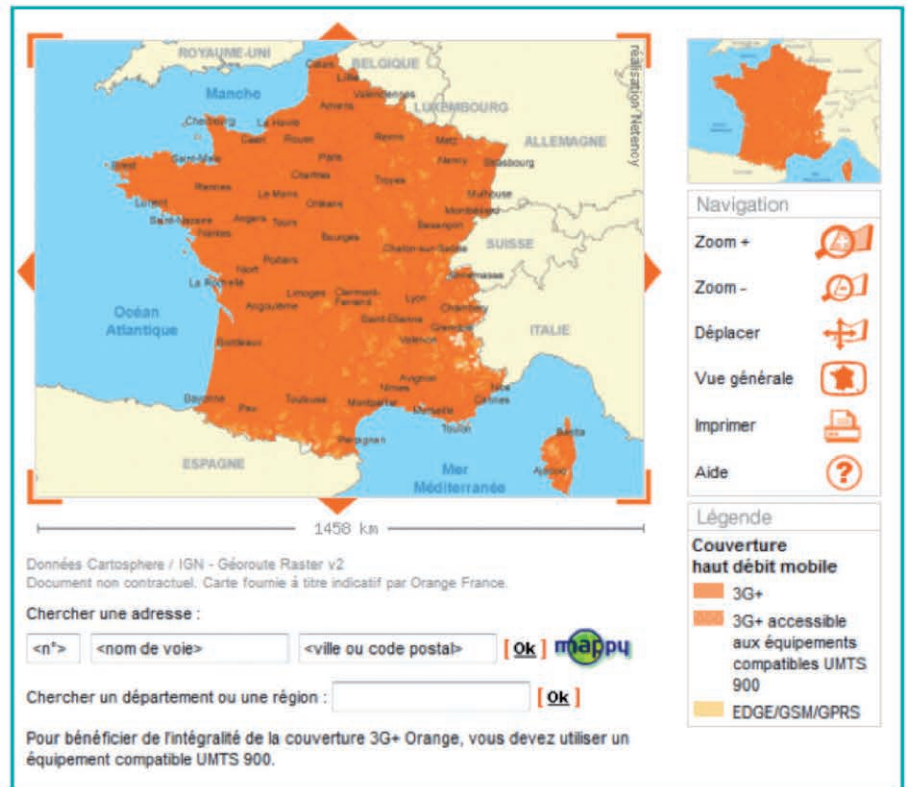 ROYAUME-UNI
BELGIQUE
réalisation Netency
Calais
Lille
Manche
Valenciennes
LUXEMBOURG
Amiens
Cherbourg
Le Havre
ALLEMAGNE
Caen
Rouen
Reims
Metz
Brest
Saint-Malo
Paris
Nancy
Strasbourg
Chartres
Troyes
Rennes
Le Mans
Mulhouse
Lorient
Orléans
Montbéliard
Saint-Nazaire
Angers
Tours
Besançon
Nantes
Bourges
SUISSE
Chalon-sur-Saône
Niort
Poitiers
Annemasse
La Rochelle
Limoges
Clermont-
Ferrand
Lyon
Océan
Atlantique
Angoulême
Chambéry
Saint-Etienne
Grenoble
ITALIE
Bordeaux
Valence
Avignon
Nîmes
Nice
Bayonne
Toulouse
Montpellier
Cannes
Pau
Marseille
Toulon
Bastia
Perpignan
ESPAGNE
Mer
Méditerranée
Ajaccio
1458 km
Navigation
Zoom +
Zoom -
Déplacer
Vue générale
Imprimer
Aide
?
Légende
Couverture
haut débit mobile
3G+
3G+ accessible
aux équipements
compatibles UMTS
900
EDGE/GSM/GPRS
Données Cartosphere / IGN - Géoroute Raster v2
Document non contractuel. Carte fournie á titre indicatif par Orange France.
Chercher une adresse :
<n°> <nom de voie> <ville ou code postal> [ Ok ] mappy
Chercher un département ou une région : [ Ok ]
Pour bénéficier de l'intégralité de la couverture 3G+ Orange, vous devez utiliser un
équipement compatible UMTS 900.